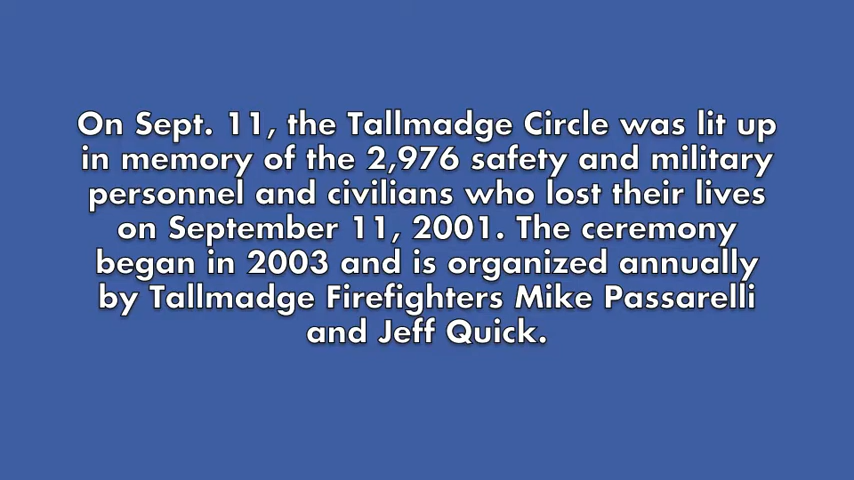 On Sept. 11, the Tallmadge Circle was lit up
in memory of the 2,976 safety and military
personnel and civilians who lost their lives
on September 11, 2001. The ceremony
began in 2003 and is organized annually
by Tallmadge Firefighters Mike Passarelli
and Jeff Quick.